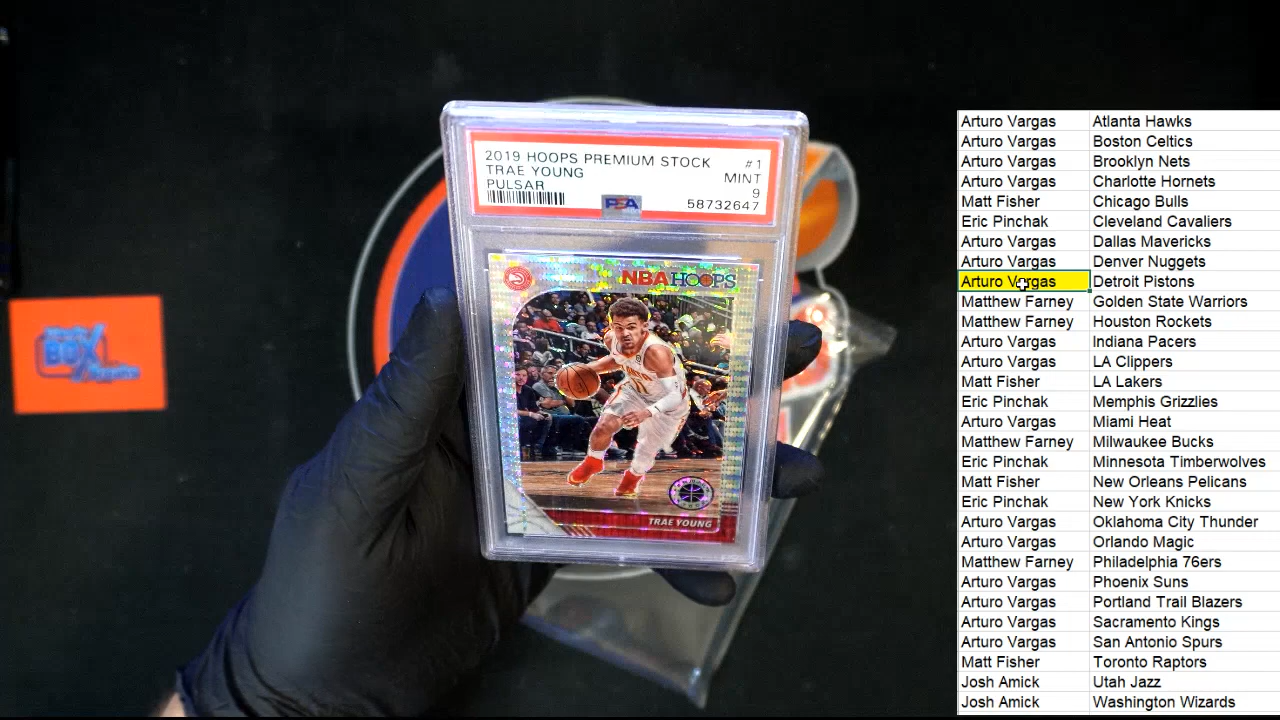 2019 HOOPS PREMIUM STOCK #1
TRAE YOUNG MINT
PULSAR 9
PSA 58732647
NBA HOOPS
TRAE YOUNG
BOX
Arturo Vargas Atlanta Hawks
Arturo Vargas Boston Celtics
Arturo Vargas Brooklyn Nets
Arturo Vargas Charlotte Hornets
Matt Fisher Chicago Bulls
Eric Pinchak Cleveland Cavaliers
Arturo Vargas Dallas Mavericks
Arturo Vargas Denver Nuggets
Arturo Vargas Detroit Pistons
Matthew Farney Golden State Warriors
Matthew Farney Houston Rockets
Arturo Vargas Indiana Pacers
Arturo Vargas LA Clippers
Matt Fisher LA Lakers
Eric Pinchak Memphis Grizzlies
Arturo Vargas Miami Heat
Matthew Farney Milwaukee Bucks
Eric Pinchak Minnesota Timberwolves
Matt Fisher New Orleans Pelicans
Eric Pinchak New York Knicks
Arturo Vargas Oklahoma City Thunder
Arturo Vargas Orlando Magic
Matthew Farney Philadelphia 76ers
Arturo Vargas Phoenix Suns
Arturo Vargas Portland Trail Blazers
Arturo Vargas Sacramento Kings
Arturo Vargas San Antonio Spurs
Matt Fisher Toronto Raptors
Josh Amick Utah Jazz
Josh Amick Washington Wizards